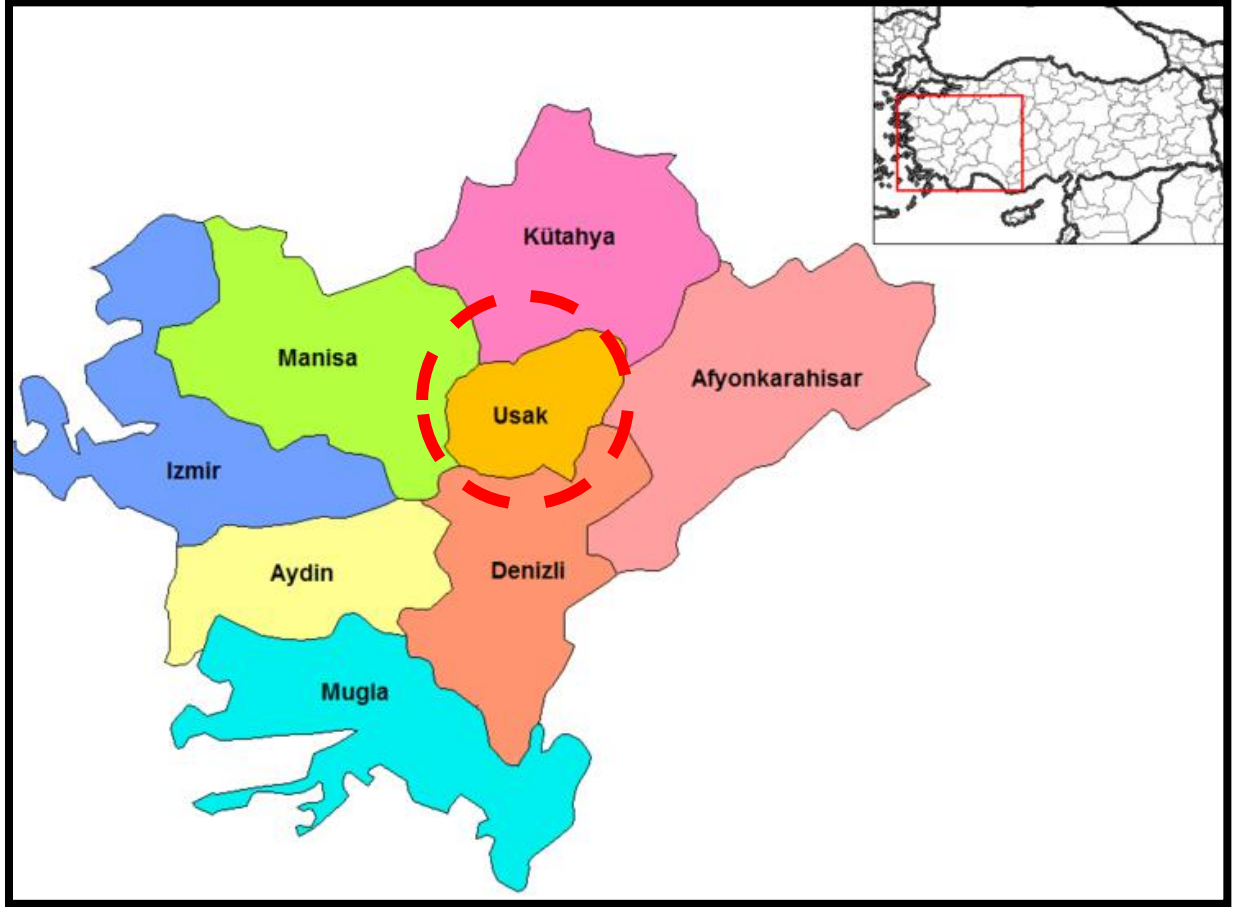 Kütahya
Manisa
Afyonkarahisar
Usak
Izmir
Denizli
Aydin
Mugla